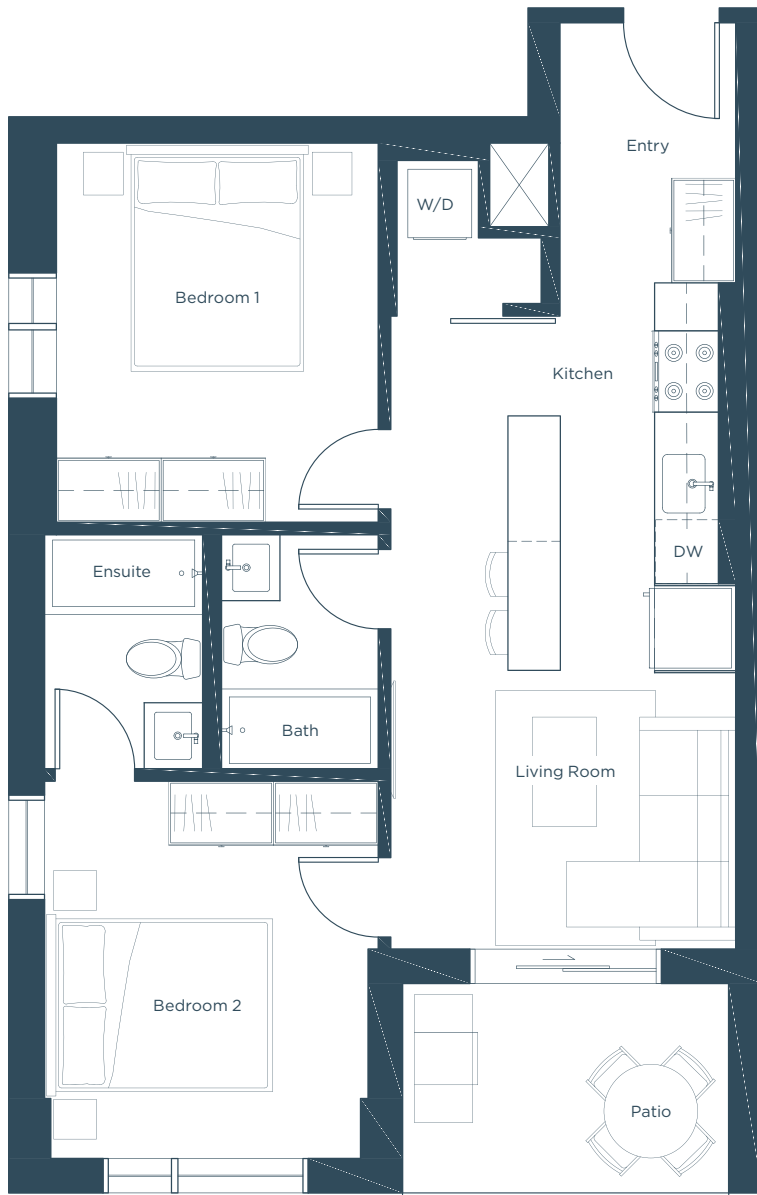 Entry
W/D
Bedroom 1
Kitchen
DW
Ensuite
Bath
Living Room
Bedroom 2
Patio